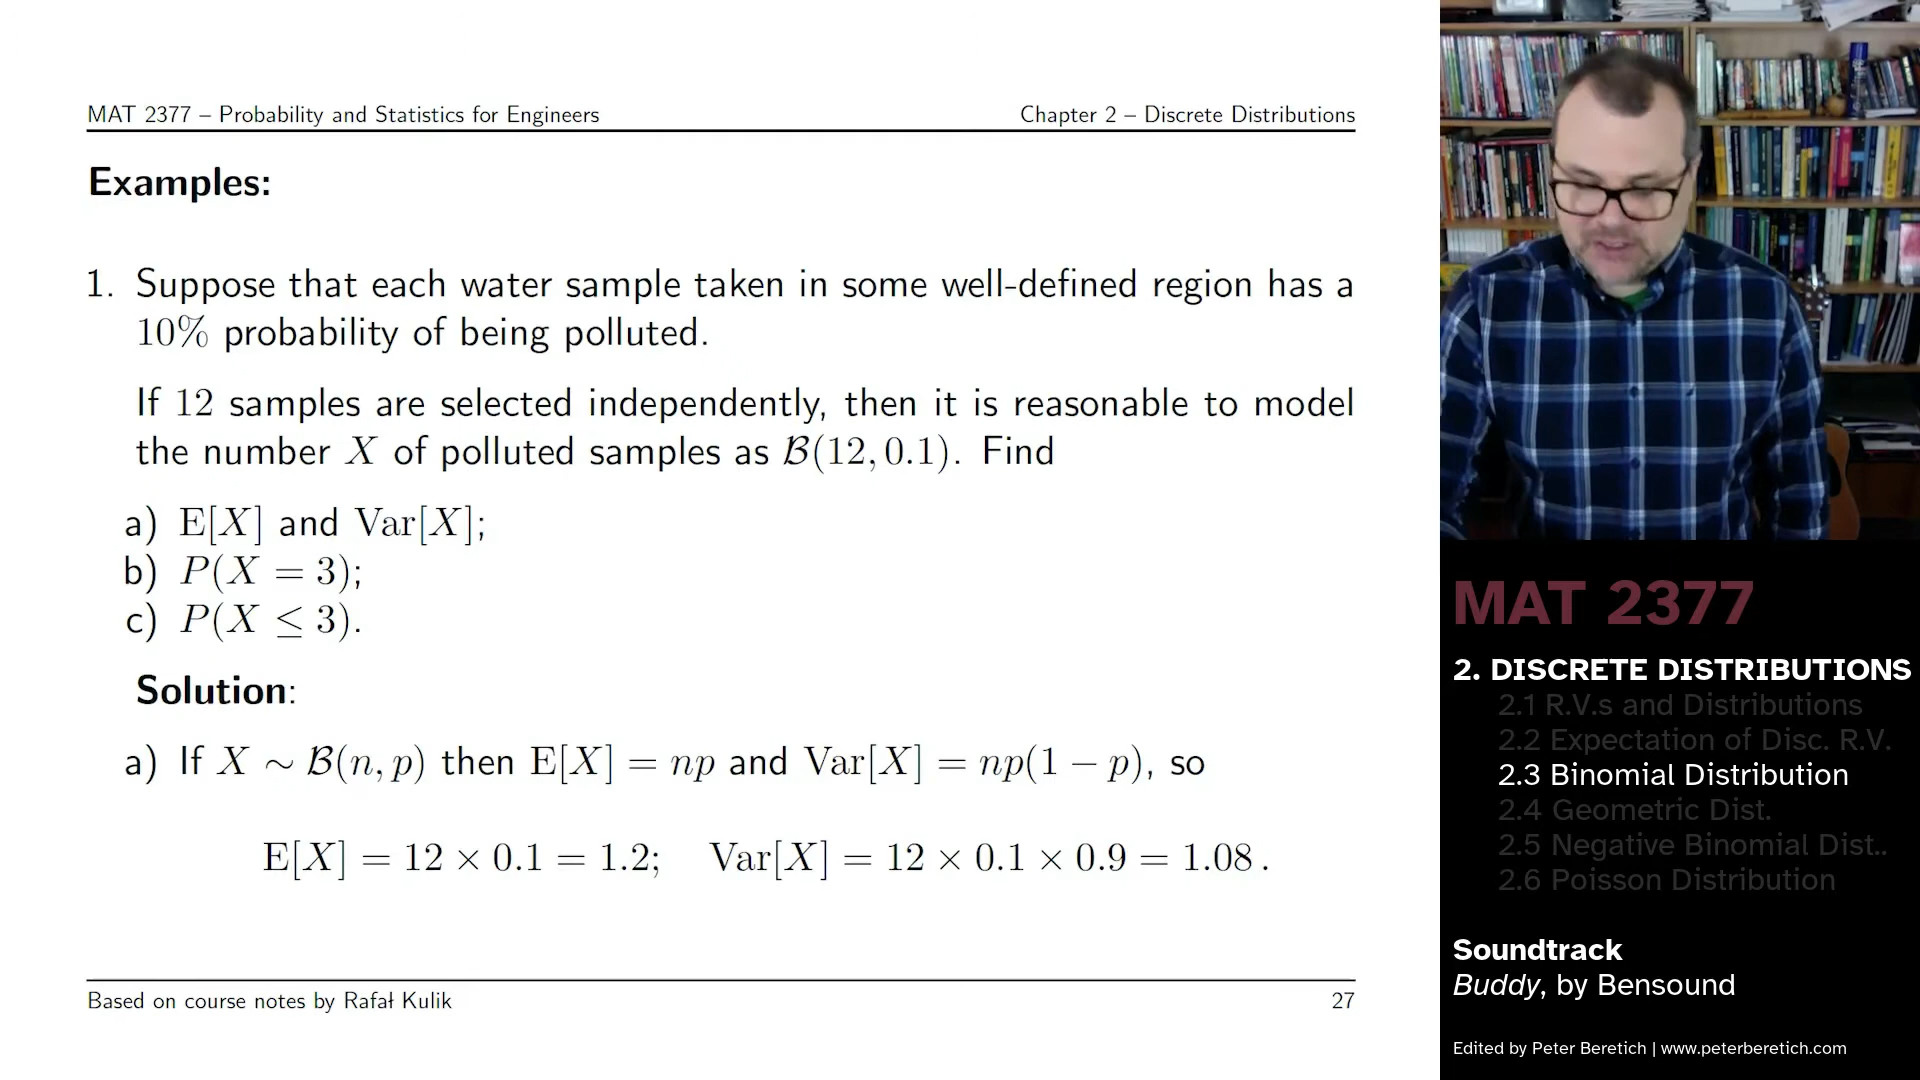 MAT 2377 – Probability and Statistics for Engineers
Chapter 2 – Discrete Distributions
Examples:
1. Suppose that each water sample taken in some well-defined region has a
10% probability of being polluted.
If 12 samples are selected independently, then it is reasonable to model
the number X of polluted samples as ℬ(12, 0.1). Find
a) E[X] and Var[X];
b) P(X = 3);
c) P(X ≤ 3).
Solution:
a) If X ∼ ℬ(n, p) then E[X] = np and Var[X] = np(1 − p), so
E[X] = 12 × 0.1 = 1.2; Var[X] = 12 × 0.1 × 0.9 = 1.08.
Based on course notes by Rafał Kulik
27
MAT 2377
2. DISCRETE DISTRIBUTIONS
2.1 R.V.s and Distributions
2.2 Expectation of Disc. R.V.
2.3 Binomial Distribution
2.4 Geometric Dist.
2.5 Negative Binomial Dist..
2.6 Poisson Distribution
Soundtrack
Buddy, by Bensound
Edited by Peter Beretich | www.peterberetich.com